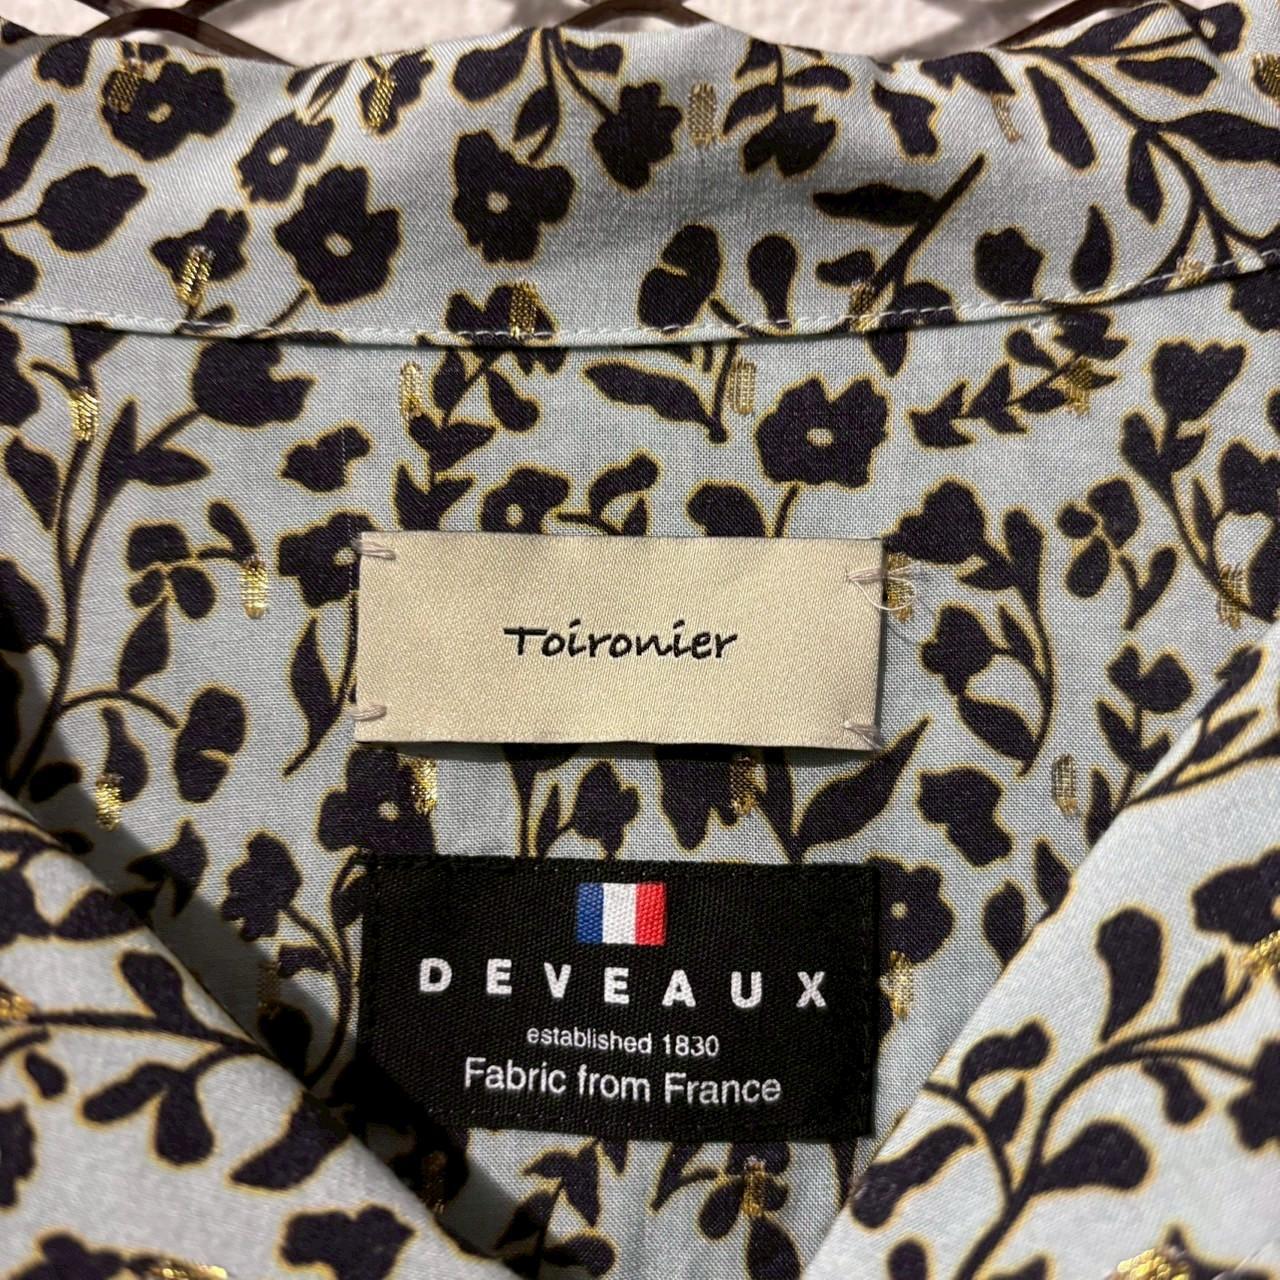 Toironier
DEVEAUX
established 1830
Fabric from France